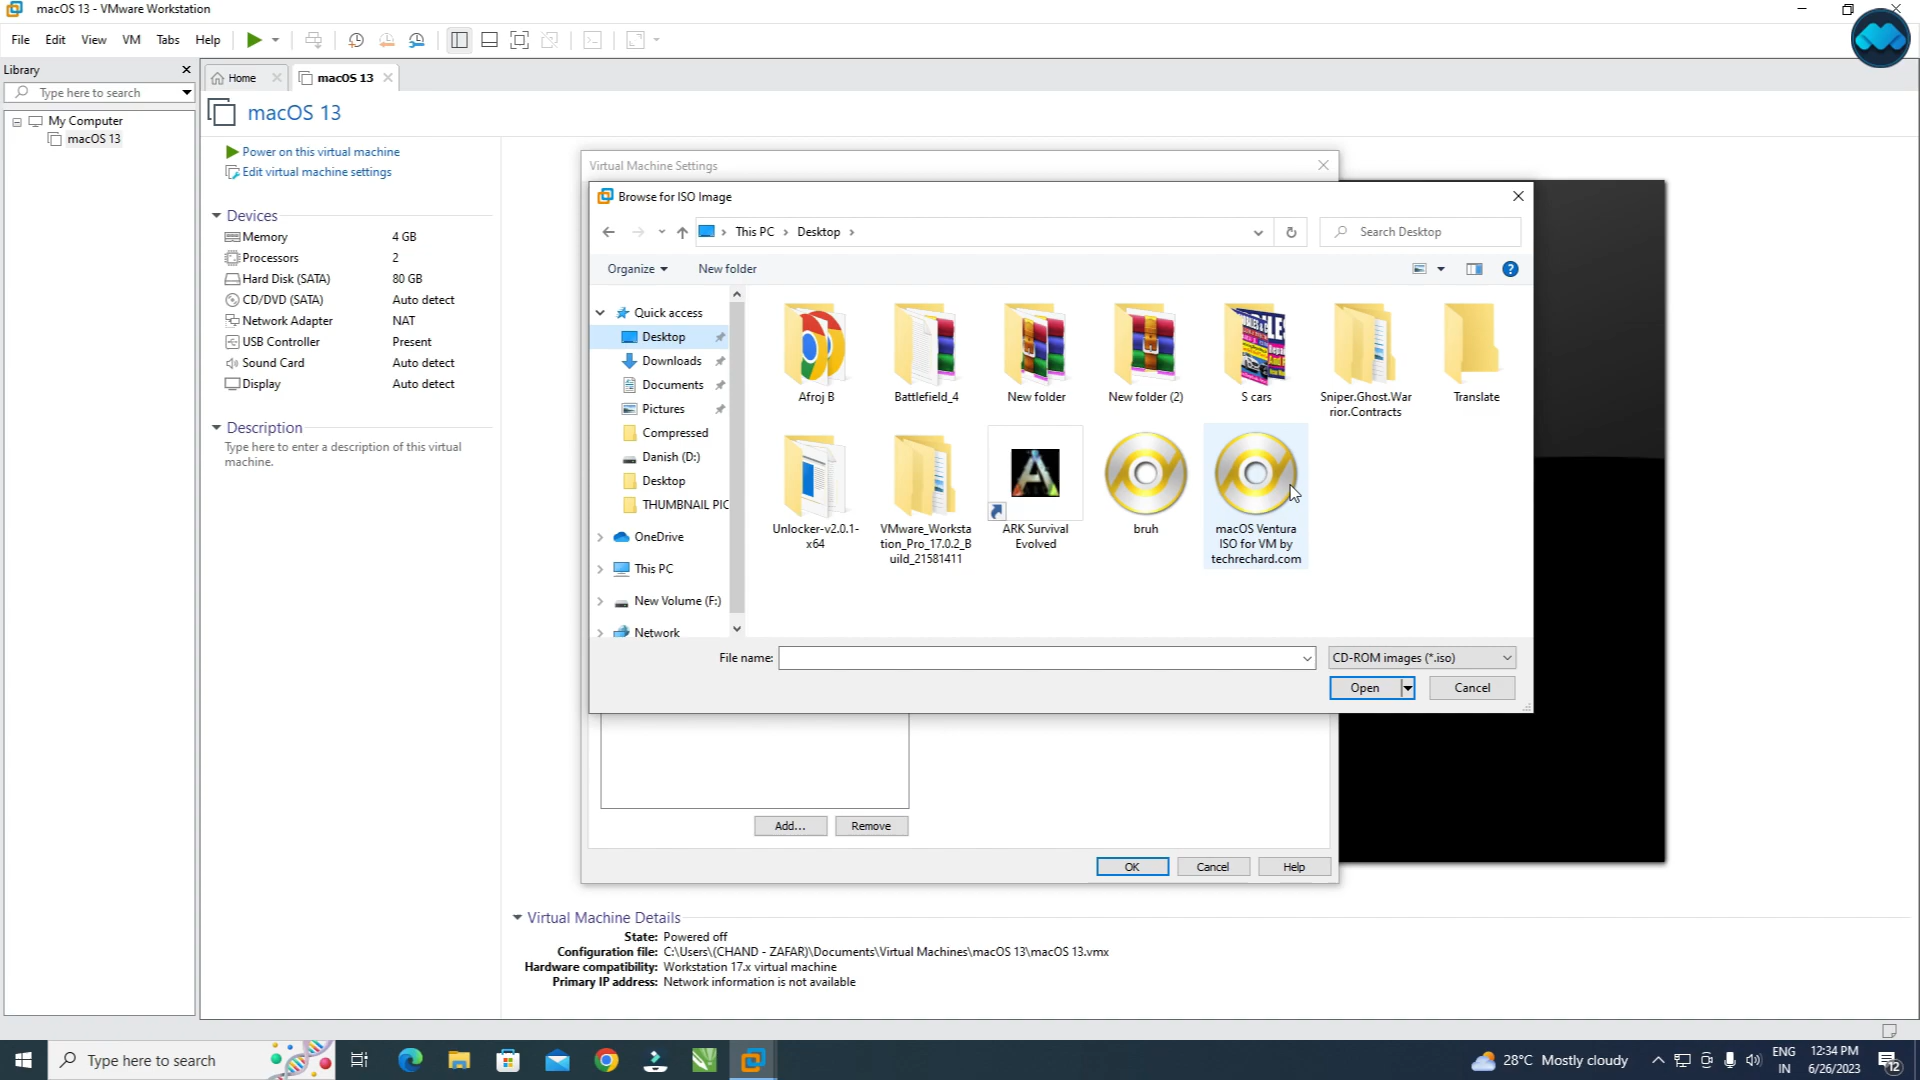 macOS 13 - VMware Workstation
File Edit View VM Tabs Help
Library
Type here to search
My Computer
macOS 13
Home
macOS 13
macOS 13
Power on this virtual machine
Edit virtual machine settings
Devices
Memory 4 GB
Processors 2
Hard Disk (SATA) 80 GB
CD/DVD (SATA) Auto detect
Network Adapter NAT
USB Controller Present
Sound Card Auto detect
Display Auto detect
Description
Type here to enter a description of this virtual
machine.
Virtual Machine Settings
Browse for ISO Image
This PC > Desktop >
Search Desktop
Organize New folder
Quick access
Desktop
Downloads
Documents
Pictures
Compressed
Danish (D:)
Desktop
THUMBNAIL PIC
OneDrive
This PC
New Volume (F:)
Network
Afroj B
Battlefield_4
New folder
New folder (2)
S cars
Sniper.Ghost.War
rior.Contracts
Translate
Unlocker-v2.0.1-
x64
VMware_Worksta
tion_Pro_17.0.2_B
uild_21581411
ARK Survival
Evolved
bruh
macOS Ventura
ISO for VM by
techrechard.com
File name:
CD-ROM images (*.iso)
Open Cancel
Add... Remove
OK Cancel Help
Virtual Machine Details
State: Powered off
Configuration file: C:\Users\(CHAND - ZAFAR)\Documents\Virtual Machines\macOS 13\macOS 13.vmx
Hardware compatibility: Workstation 17.x virtual machine
Primary IP address: Network information is not available
Type here to search
28°C Mostly cloudy
ENG
IN
12:34 PM
6/26/2023
12